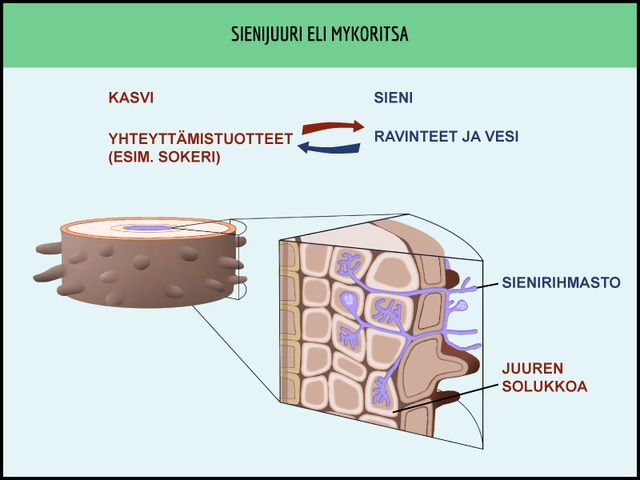 SIENIJUURI ELI MYKORITSA
KASVI
SIENI
YHTEYTTÄMISTUOTTEET
(ESIM. SOKERI)
RAVINTEET JA VESI
SIENIRIHMASTO
JUUREN
SOLUKKOA